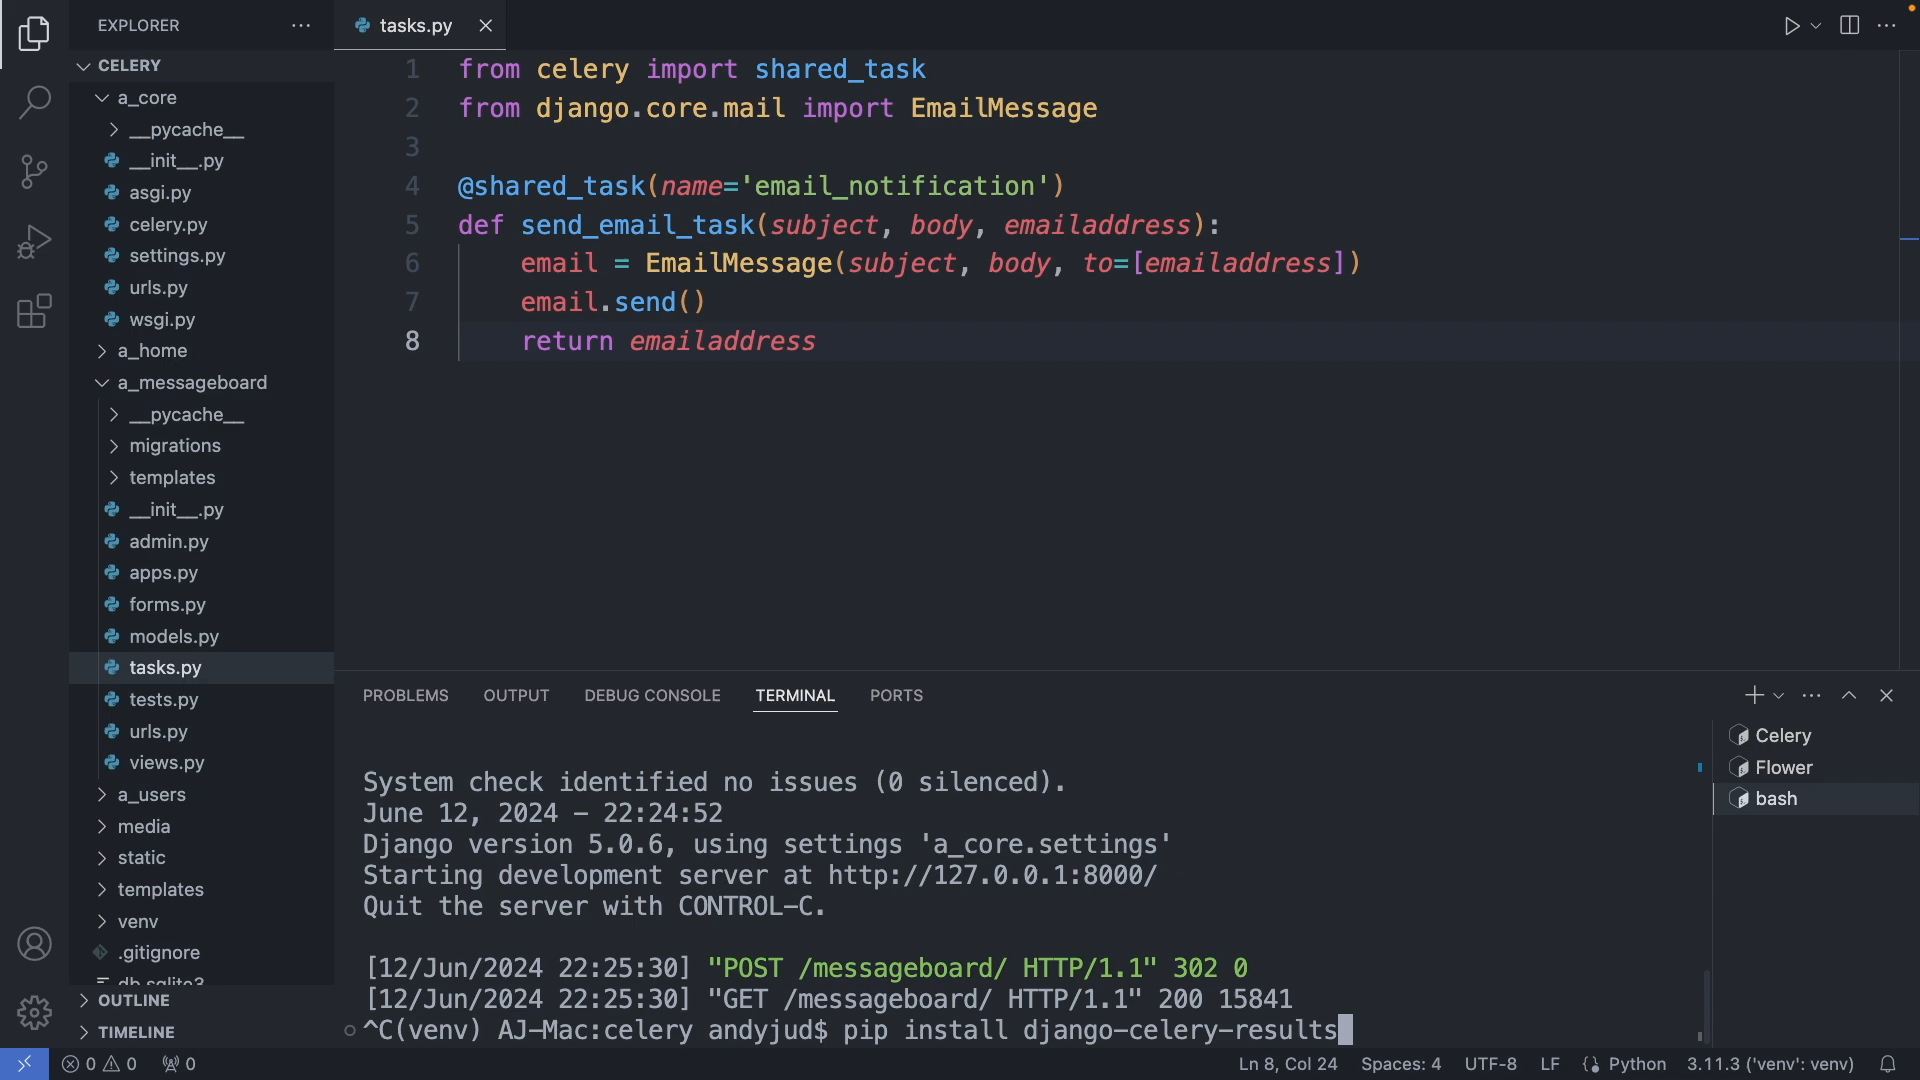 EXPLORER
CELERY
a_core
__pycache__
__init__.py
asgi.py
celery.py
settings.py
urls.py
wsgi.py
a_home
a_messageboard
__pycache__
migrations
templates
__init__.py
admin.py
apps.py
forms.py
models.py
tasks.py
tests.py
urls.py
views.py
a_users
media
static
templates
venv
.gitignore
db.sqlite3
OUTLINE
TIMELINE
tasks.py
1 from celery import shared_task
2 from django.core.mail import EmailMessage
3
4 @shared_task(name='email_notification')
5 def send_email_task(subject, body, emailaddress):
6 email = EmailMessage(subject, body, to=[emailaddress])
7 email.send()
8 return emailaddress
PROBLEMS OUTPUT DEBUG CONSOLE TERMINAL PORTS
System check identified no issues (0 silenced).
June 12, 2024 - 22:24:52
Django version 5.0.6, using settings 'a_core.settings'
Starting development server at http://127.0.0.1:8000/
Quit the server with CONTROL-C.
[12/Jun/2024 22:25:30] "POST /messageboard/ HTTP/1.1" 302 0
[12/Jun/2024 22:25:30] "GET /messageboard/ HTTP/1.1" 200 15841
^C(venv) AJ-Mac:celery andyjud$ pip install django-celery-results
Celery
Flower
bash
0 0 0 Ln 8, Col 24 Spaces: 4 UTF-8 LF Python 3.11.3 ('venv': venv)